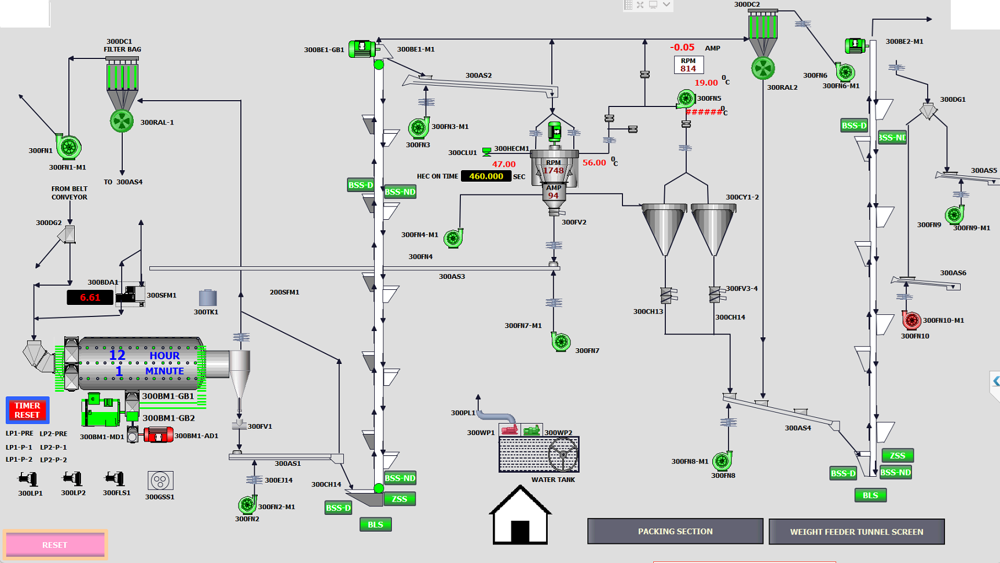 300DC2
300DC1
FILTER BAG
300BE1-GB1
300BE1-M1
-0.05 AMP
RPM
814
300BE2-M1
300AS2
19.00 0C
300FN5
######0C
300RAL2
300FN6
300FN6-M1
300DG1
300RAL-1
300FN3-M1
300FN3
BSS-D
BSS-ND
300FN1
300FN1-M1
300CLU1
300HECM1
47.00
RPM
1748
56.00 0C
HEC ON TIME 460.000 SEC
AMP
94
300AS5
TO 300AS4
BSS-D
BSS-ND
FROM BELT
CONVEYOR
300CY1-2
300DG2
300FV2
300FN9
300FN9-M1
300FN4-M1
300FN4
300AS3
300AS6
300BDA1
6.61
300SFM1
200SFM1
300TK1
300FV3-4
300CH13
300CH14
300FN7-M1
300FN7
300FN10-M1
300FN10
12 HOUR
1 MINUTE
300BM1-GB1
300BM1-GB2
TIMER
RESET
300BM1-MD1
300BM1-AD1
300FV1
LP1-PRE LP2-PRE
LP1-P-1 LP2-P-1
LP1-P-2 LP2-P-2
300PL1
300WP1
300WP2
300AS4
300AS1
300EJ14
300CH14
WATER TANK
300FN8-M1
300FN8
ZSS
BSS-D
BSS-ND
BLS
300LP1
300LP2
300FLS1
300GSS1
BSS-ND
ZSS
BSS-D
BLS
300FN2-M1
300FN2
PACKING SECTION
WEIGHT FEEDER TUNNEL SCREEN
RESET